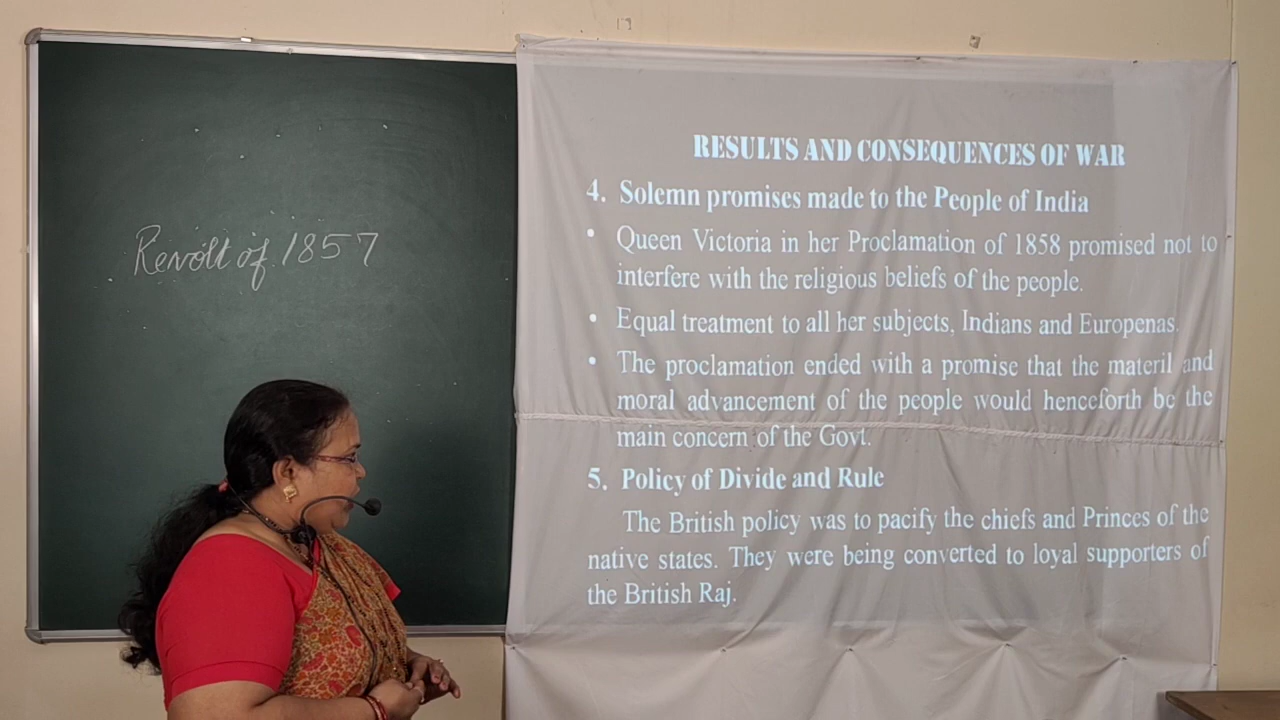 Revolt of 1857
RESULTS AND CONSEQUENCES OF WAR
4. Solemn promises made to the People of India
• Queen Victoria in her Proclamation of 1858 promised not to
interfere with the religious beliefs of the people.
• Equal treatment to all her subjects, Indians and Europenas.
• The proclamation ended with a promise that the materil and
moral advancement of the people would henceforth be the
main concern of the Govt.
5. Policy of Divide and Rule
The British policy was to pacify the chiefs and Princes of the
native states. They were being converted to loyal supporters of
the British Raj.